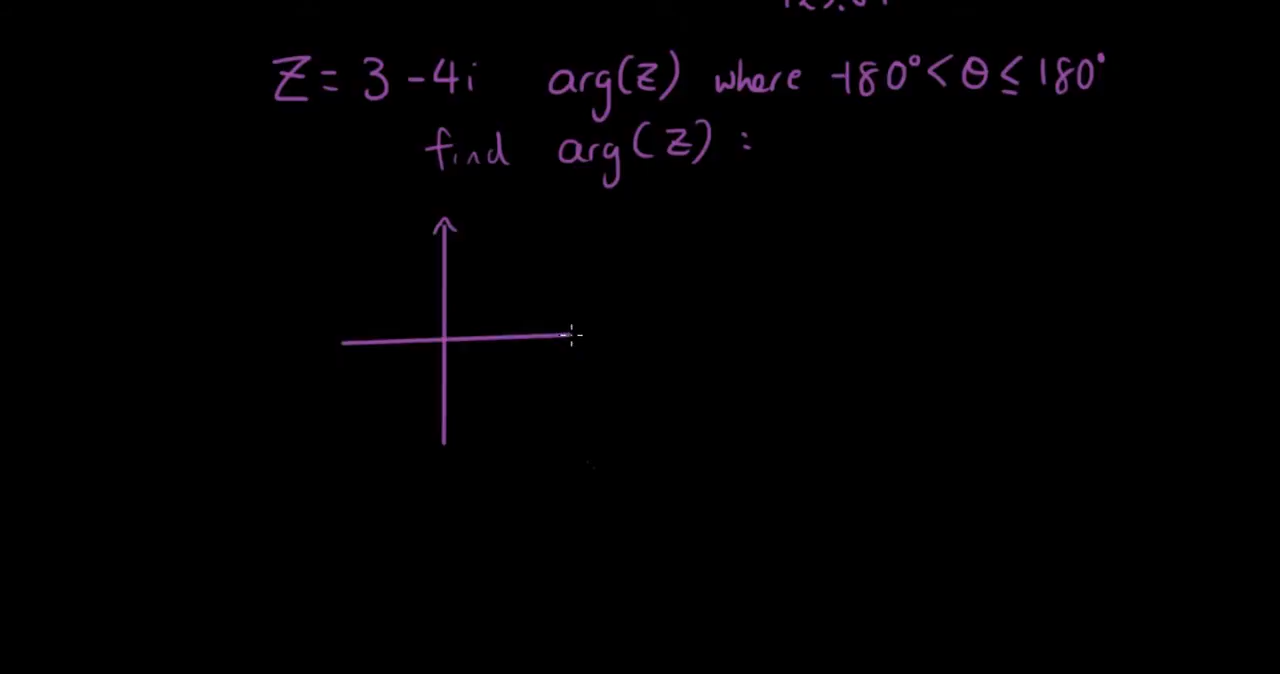 Z = 3 - 4i arg(z) where -180° < θ ≤ 180°
find arg(z) :